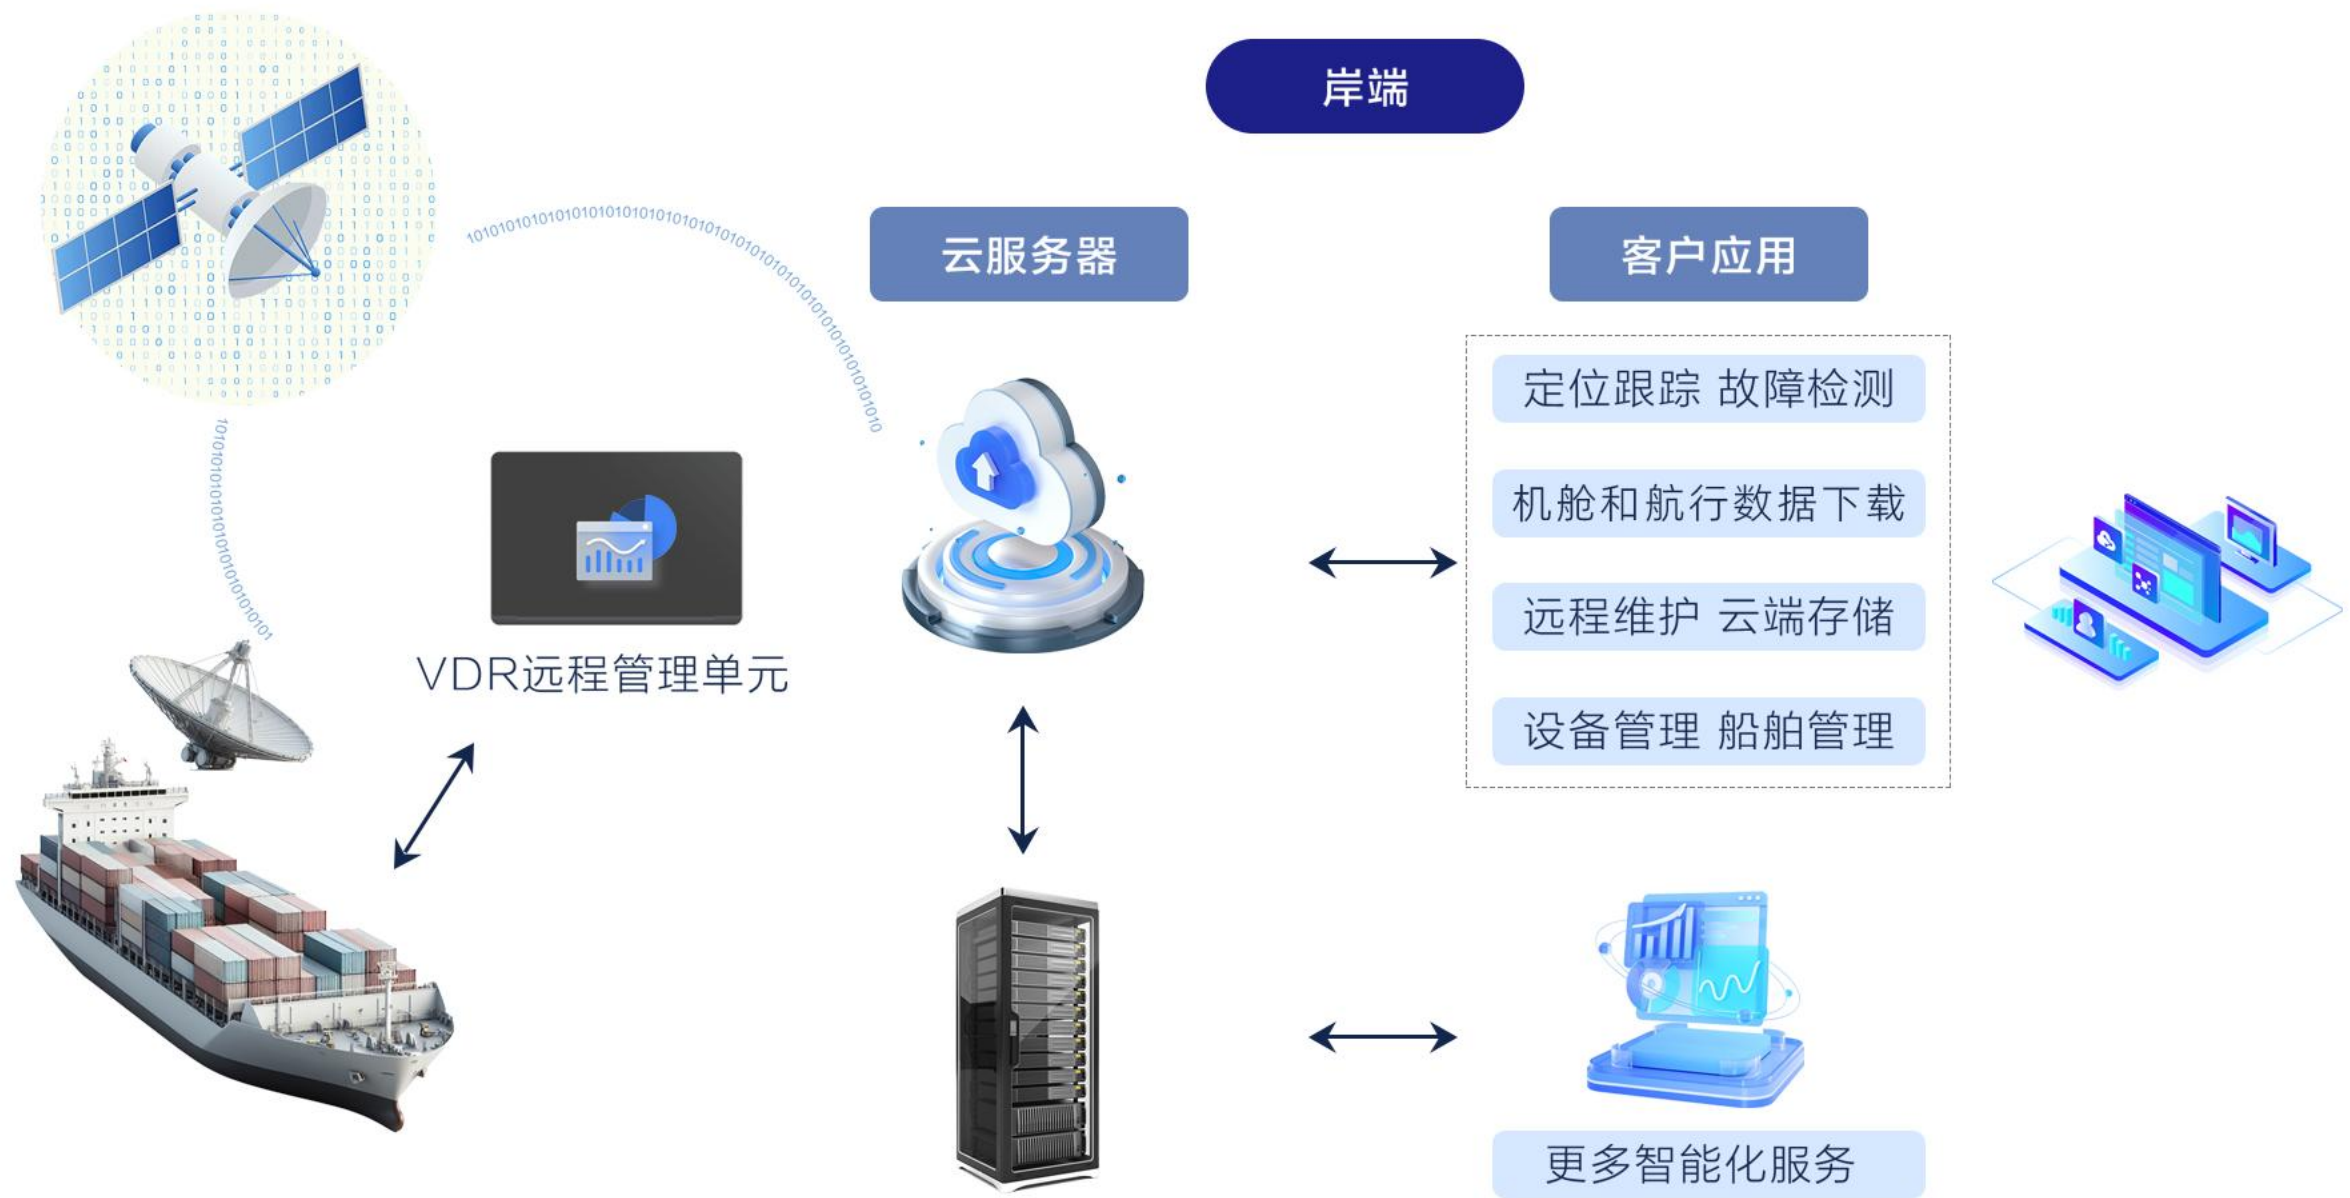 岸端
云服务器
客户应用
定位跟踪 故障检测
机舱和航行数据下载
远程维护 云端存储
VDR远程管理单元
设备管理 船舶管理
更多智能化服务